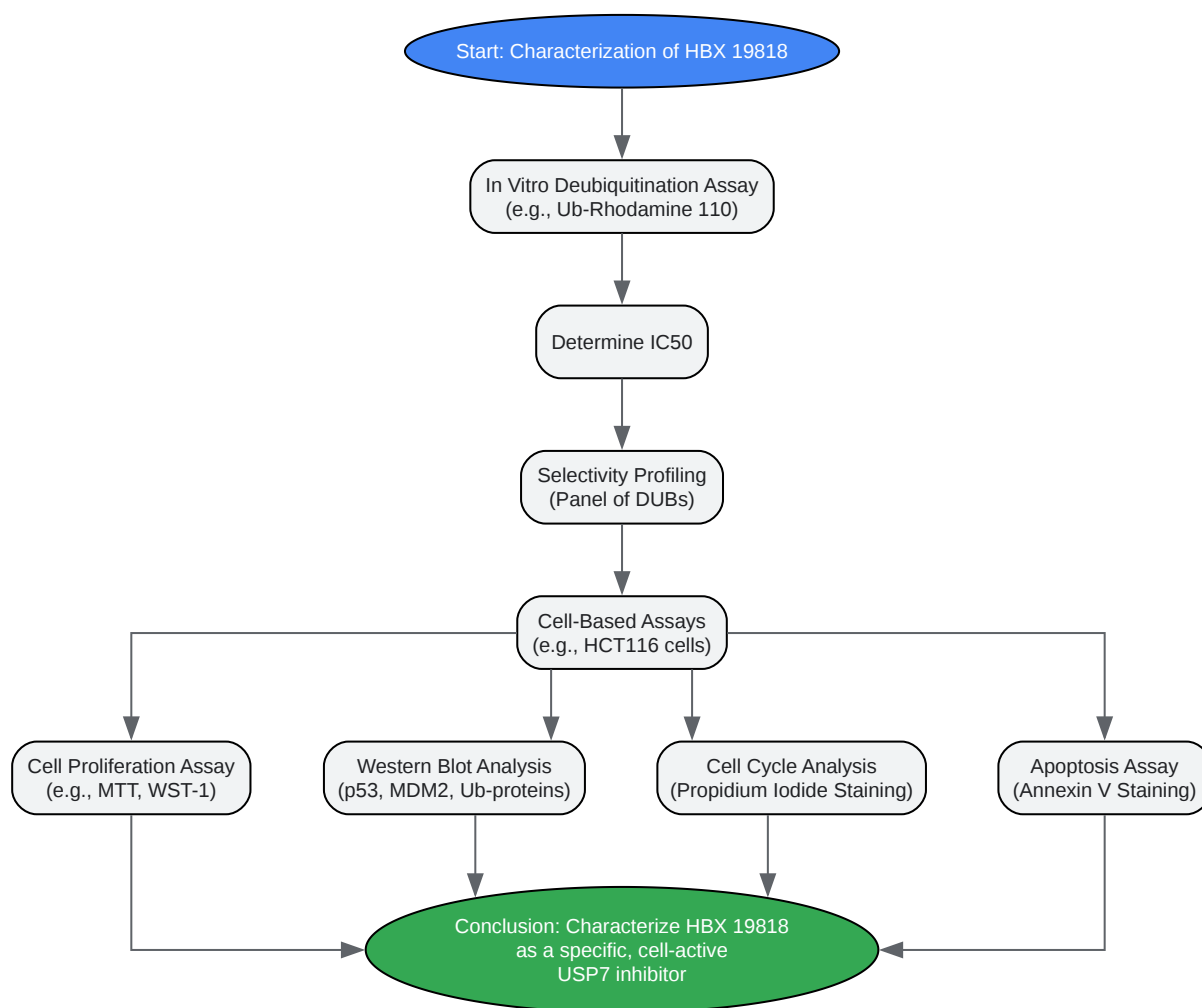 Start: Characterization of HBX 19818
In Vitro Deubiquitination Assay
(e.g., Ub-Rhodamine 110)
Determine IC50
Selectivity Profiling
(Panel of DUBs)
Cell-Based Assays
(e.g., HCT116 cells)
Cell Proliferation Assay
(e.g., MTT, WST-1)
Western Blot Analysis
(p53, MDM2, Ub-proteins)
Cell Cycle Analysis
(Propidium Iodide Staining)
Apoptosis Assay
(Annexin V Staining)
Conclusion: Characterize HBX 19818
as a specific, cell-active
USP7 inhibitor